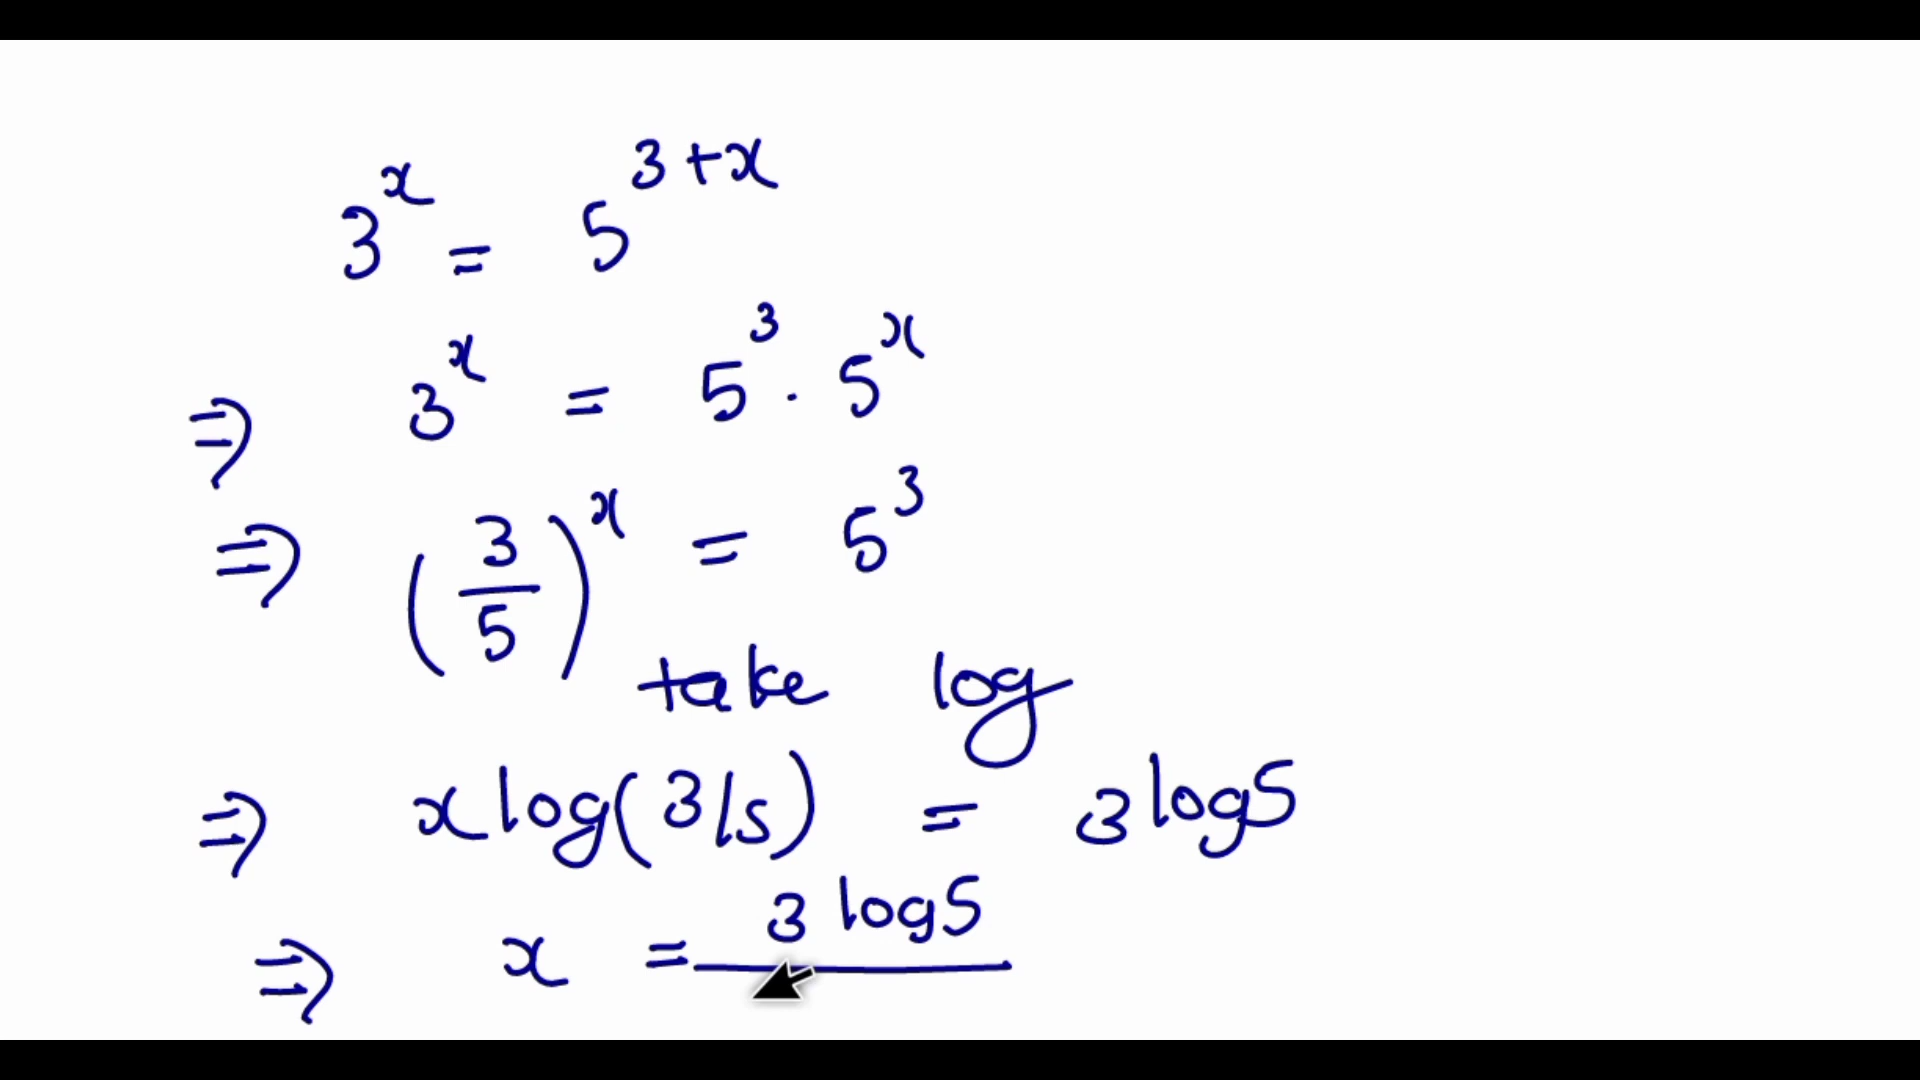 3^x = 5^{3+x}
⇒ 3^x = 5^3 · 5^x
⇒ (3/5)^x = 5^3
take log
⇒ x log(3/5) = 3 log5
⇒ x = 3 log5 /